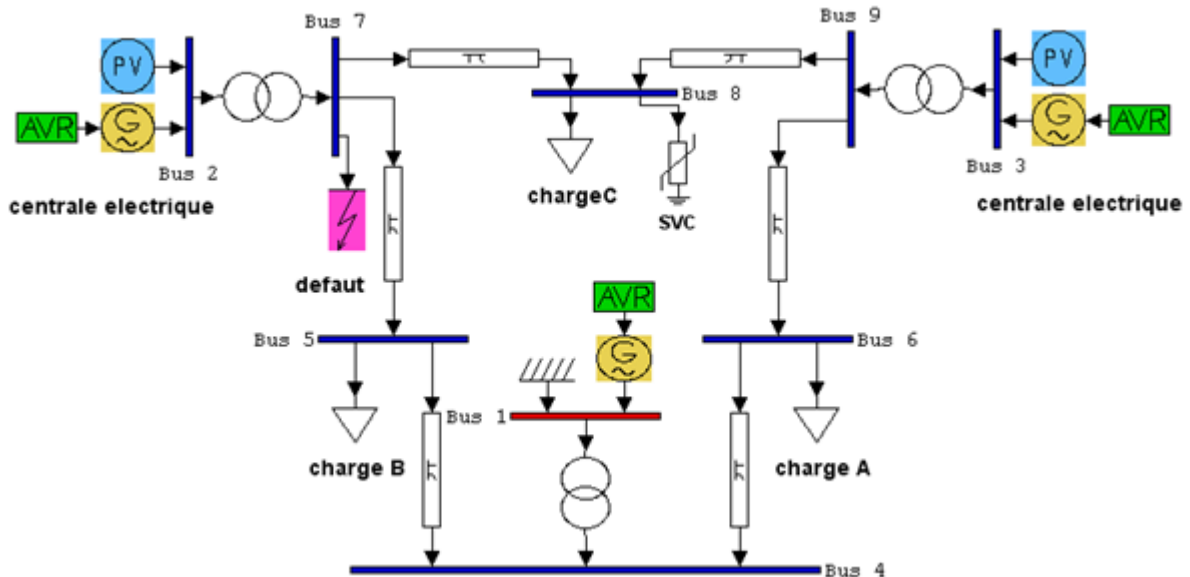 Bus 7
Bus 9
PV
PV
Bus 8
AVR
G
G
AVR
Bus 2
Bus 3
chargeC
centrale electrique
SVC
centrale electrique
defaut
AVR
Bus 5
G
Bus 6
Bus 1
charge B
charge A
Bus 4